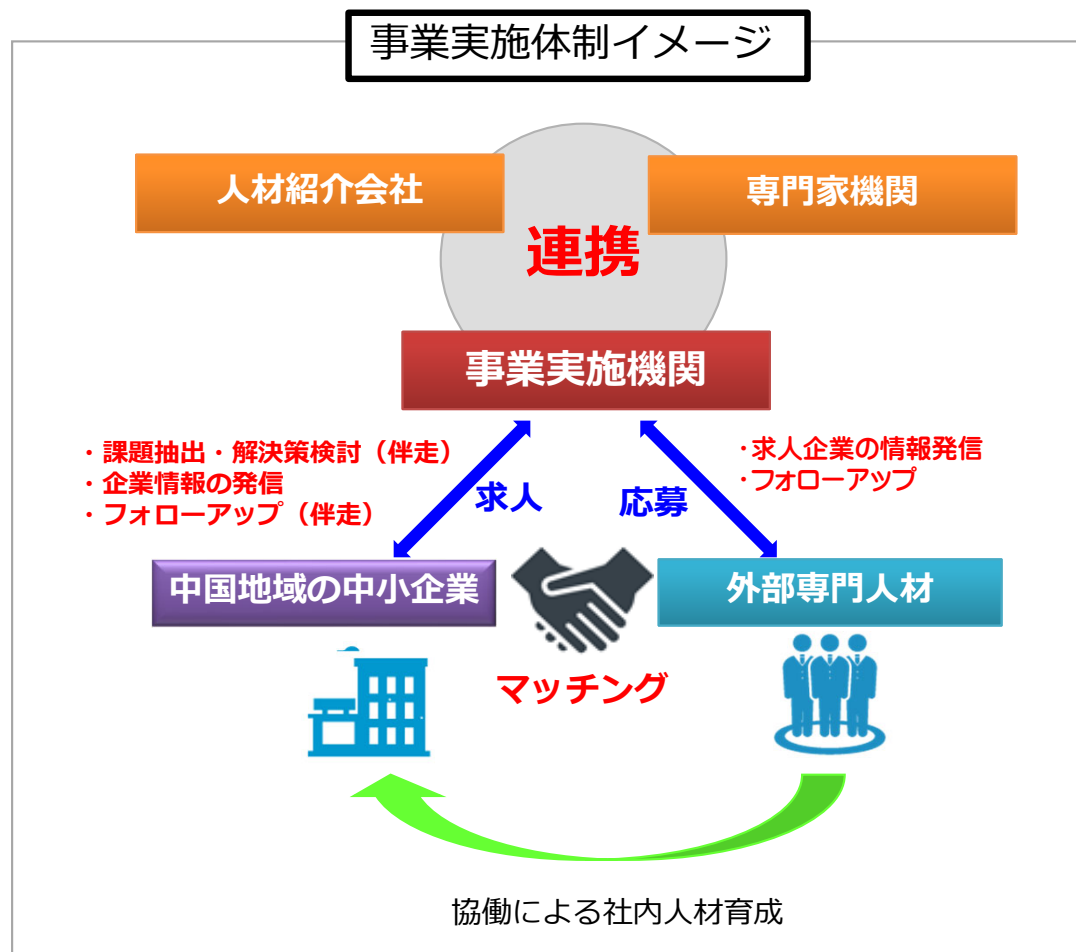 事業実施体制イメージ
人材紹介会社
専門家機関
連携
事業実施機関
・課題抽出・解決策検討（伴走）
・企業情報の発信
・フォローアップ（伴走）
・求人企業の情報発信
・フォローアップ
求人
応募
中国地域の中小企業
外部専門人材
マッチング
協働による社内人材育成